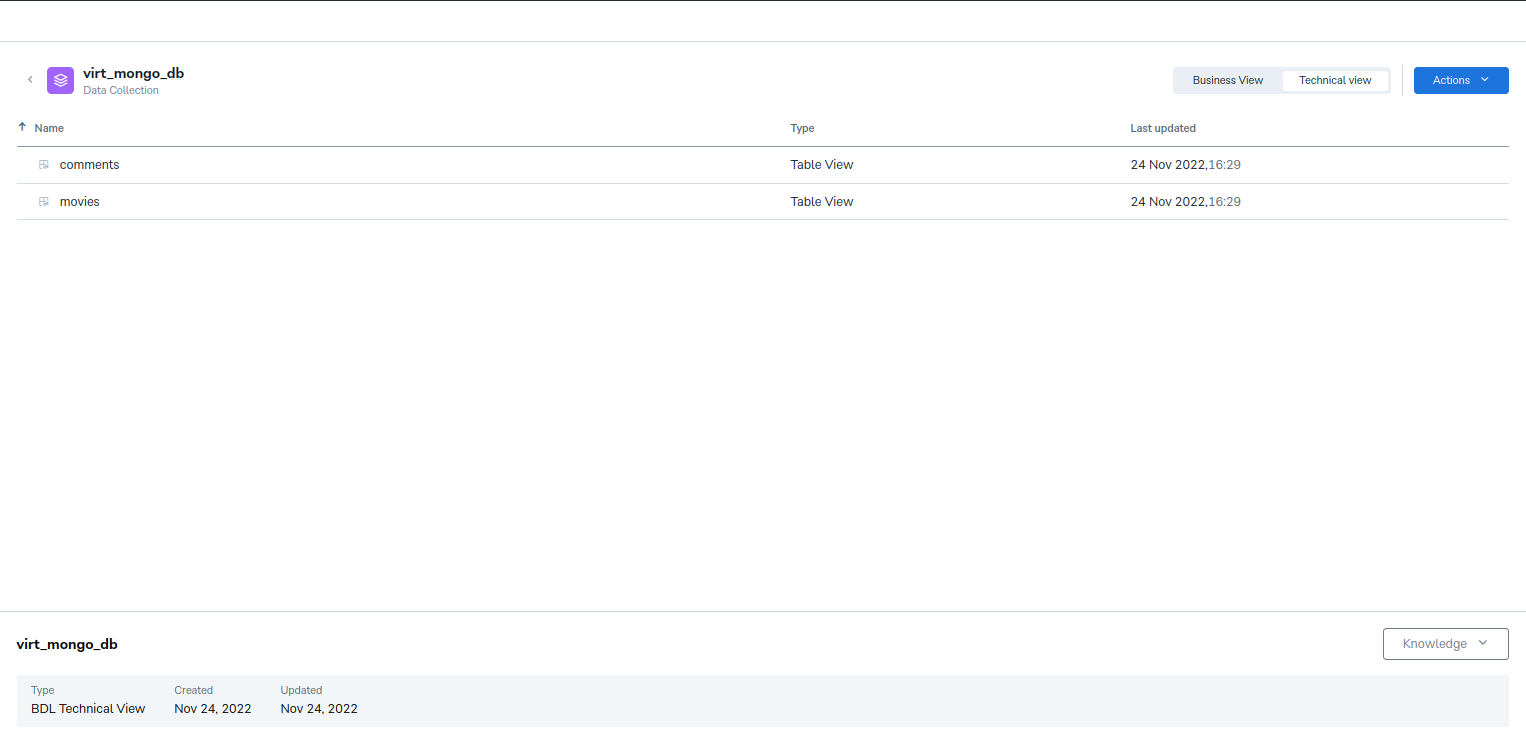 virt_mongo_db
Data Collection
Business View Technical view Actions
Name Type Last updated
comments Table View 24 Nov 2022,16:29
movies Table View 24 Nov 2022,16:29
virt_mongo_db
Knowledge
Type Created Updated
BDL Technical View Nov 24, 2022 Nov 24, 2022